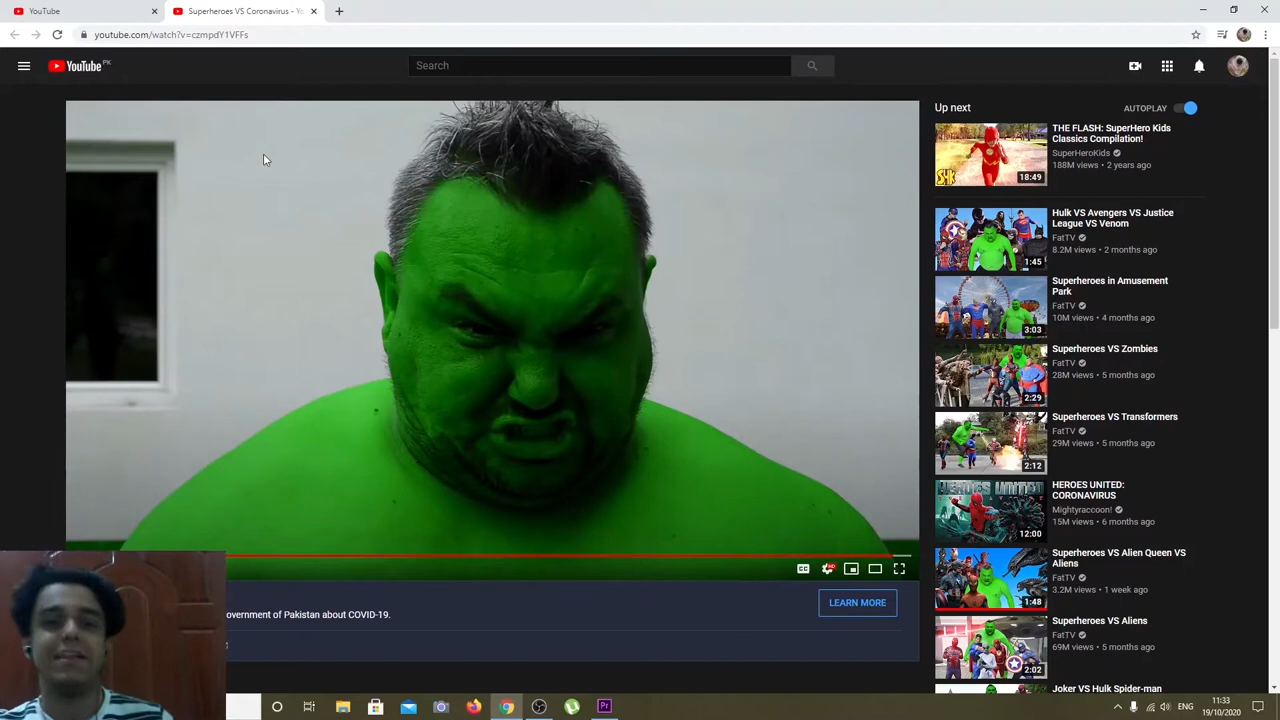 YouTube
Superheroes VS Coronavirus - Yo
youtube.com/watch?v=czmpdY1VFFs
YouTube PK
Search
Up next
AUTOPLAY
THE FLASH: SuperHero Kids
Classics Compilation!
SuperHeroKids
188M views • 2 years ago
SHK
18:49
Hulk VS Avengers VS Justice
League VS Venom
FatTV
8.2M views • 2 months ago
1:45
Superheroes in Amusement
Park
FatTV
10M views • 4 months ago
3:03
Superheroes VS Zombies
FatTV
28M views • 5 months ago
2:29
Superheroes VS Transformers
FatTV
29M views • 5 months ago
2:12
HEROES UNITED:
CORONAVIRUS
Mightyraccoon!
15M views • 6 months ago
HEROES UNITED
12:00
Superheroes VS Alien Queen VS
Aliens
FatTV
3.2M views • 1 week ago
1:48
Superheroes VS Aliens
FatTV
69M views • 5 months ago
2:02
Joker VS Hulk Spider-man
CC
HD
overnment of Pakistan about COVID-19.
LEARN MORE
Pr
11:33
19/10/2020